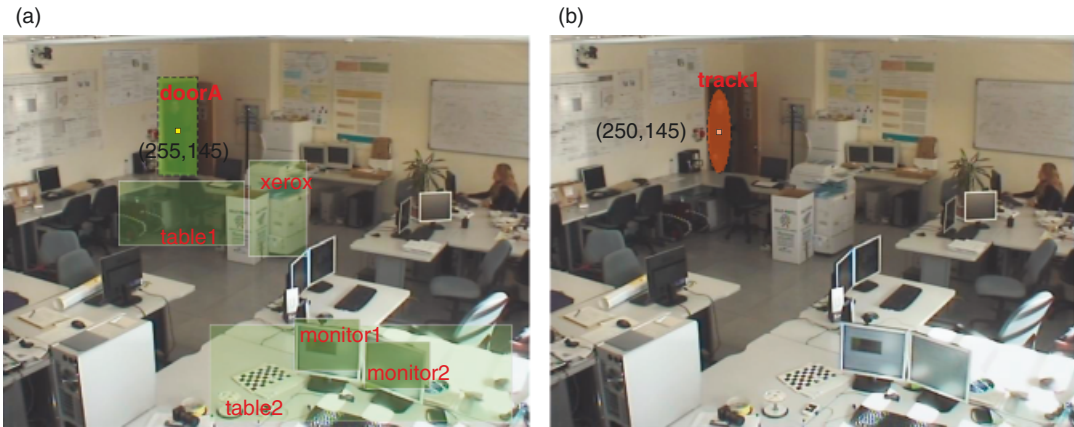 (a)
doorA
(255,145)
xerox
table1
monitor1
monitor2
table2
(b)
track1
(250,145)